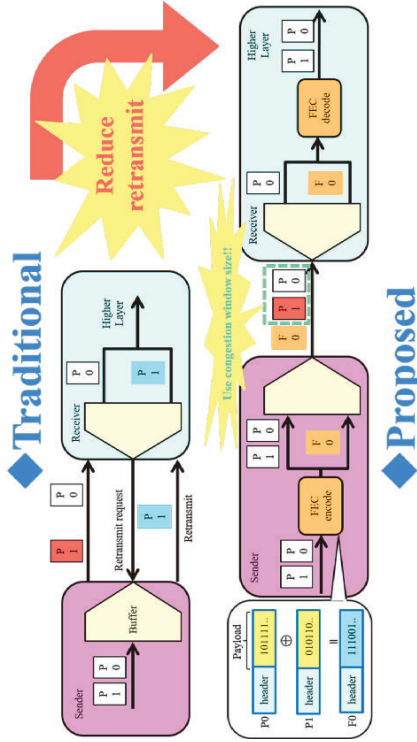 ◆Traditional
Sender
P 1
P 0
Buffer
P 1
P 0
Retransmit request
P 1
Retransmit
Receiver
P 0
P 1
Higher
Layer
Reduce
retransmit
Use congestion window size!!
◆Proposed
Payload
P0 header 101111..
⊕
P1 header 010110..
=
F0 header 111001..
Sender
P 1
P 0
FEC
encode
P 1
P 0
F 0
F 0
P 1
P 0
Receiver
P 0
F 0
FEC
decode
P 1
P 0
Higher
Layer